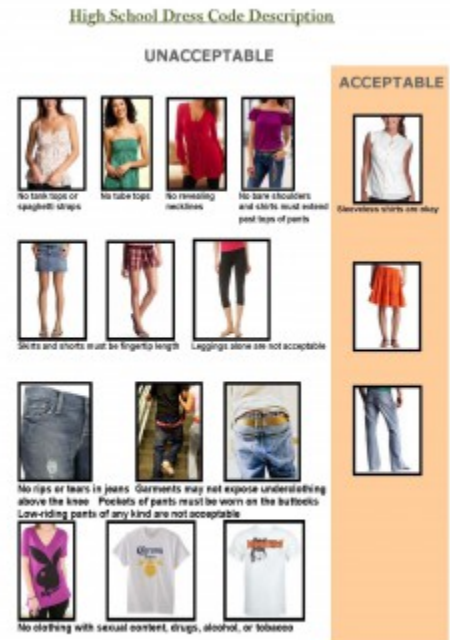 High School Dress Code Description
UNACCEPTABLE
ACCEPTABLE
No tank tops or
spaghetti straps
No tube tops
No revealing
necklines
No bare shoulders
and shirts must extend
past tops of pants
Sleeveless shirts are okay
Skirts and shorts must be fingertip length
Leggings alone are not acceptable
No rips or tears in jeans Garments may not expose underclothing
above the knee Pockets of pants must be worn on the buttocks
Low-riding pants of any kind are not acceptable
Corona
HOOTERS
No clothing with sexual content, drugs, alcohol, or tobacco